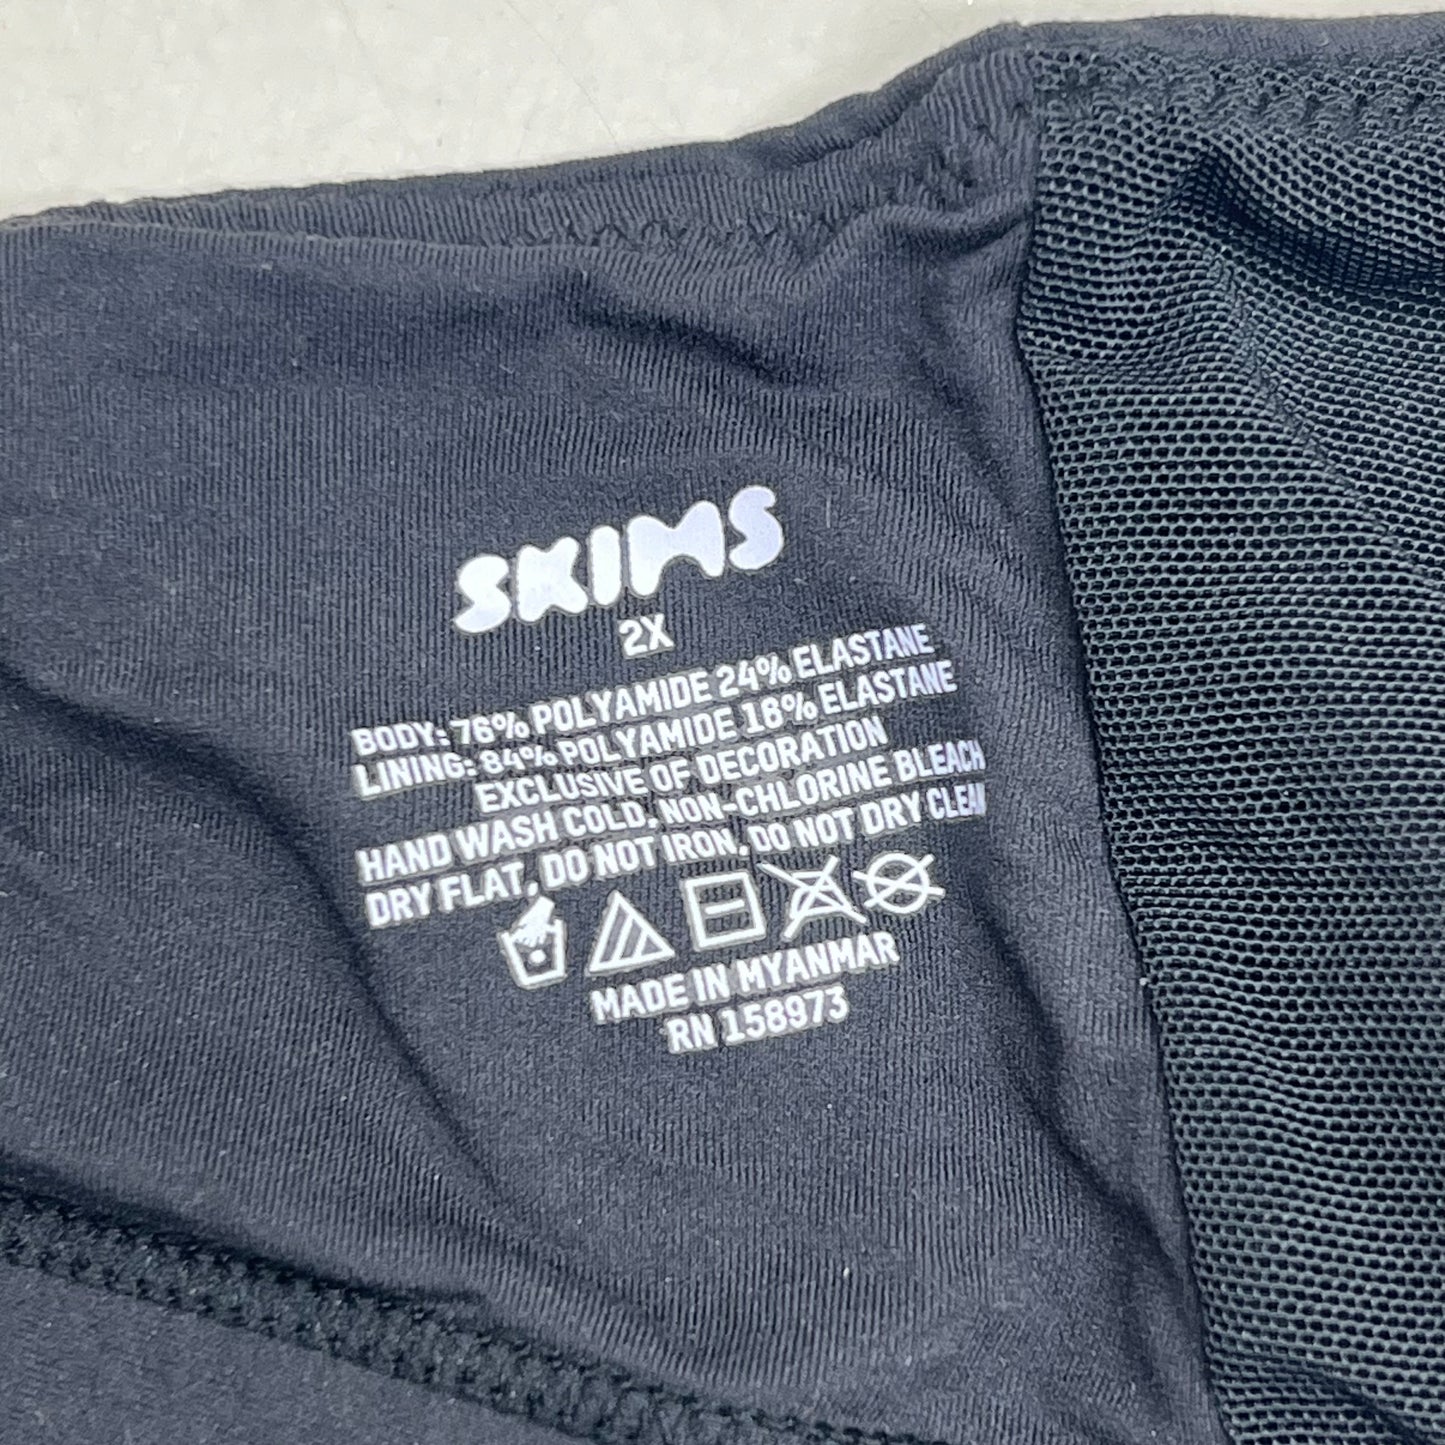 SKIMS
2X
BODY: 76% POLYAMIDE 24% ELASTANE
LINING: 84% POLYAMIDE 16% ELASTANE
EXCLUSIVE OF DECORATION
HAND WASH COLD, NON-CHLORINE BLEACH
DRY FLAT, DO NOT IRON, DO NOT DRY CLEAN
MADE IN MYANMAR
RN 158973